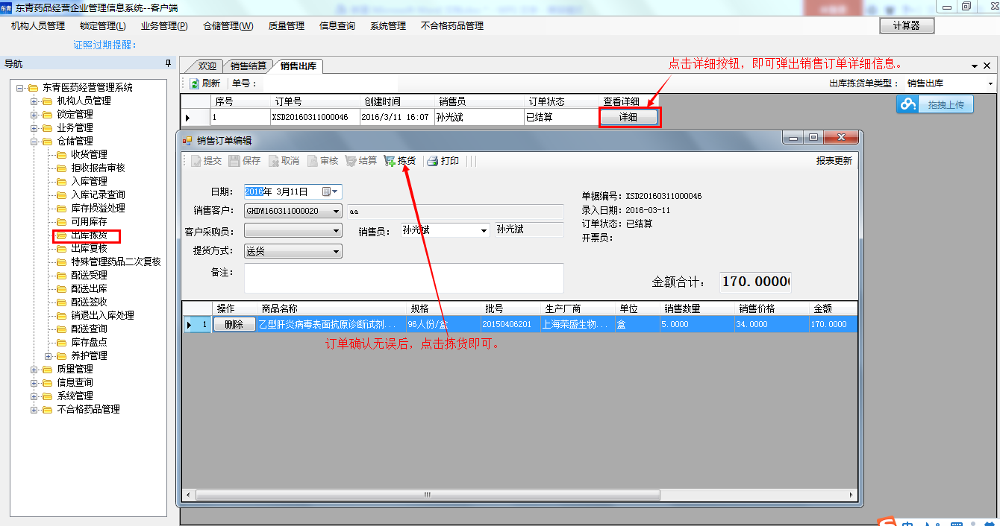 东青 东青药品经营企业管理信息系统--客户端
机构人员管理 锁定管理(L) 业务管理(P) 仓储管理(W) 质量管理 信息查询 系统管理 不合格药品管理 计算器
证照过期提醒：
导航
东青医药经营管理系统
机构人员管理
锁定管理
业务管理
仓储管理
收货管理
拒收报告审核
入库管理
入库记录查询
库存损溢处理
可用库存
出库拣货
出库复核
特殊管理药品二次复核
配送受理
配送出库
配送签收
销退出入库处理
配送查询
库存盘点
养护管理
质量管理
信息查询
系统管理
不合格药品管理
欢迎 销售结算 销售出库
点击详细按钮，即可弹出销售订单详细信息。
刷新 单号： 出库拣货单类型： 销售出库
序号 订单号 创建时间 销售员 订单状态 查看详细
1 XSD20160311000046 2016/3/11 16:07 孙光斌 已结算 详细
拖拽上传
销售订单编辑
提交 保存 取消 审核 结算 拣货 打印 报表更新
日期： 2016年 3月11日
销售客户： GHDW160311000020 aa
客户采购员： 销售员： 孙光斌 孙光斌
提货方式： 送货
备注：
单据编号：XSD20160311000046
录入日期：2016-03-11
订单状态：已结算
开票员：
金额合计： 170.0000
操作 商品名称 规格 批号 生产厂商 单位 销售数量 销售价格 金额
1 删除 乙型肝炎病毒表面抗原诊断试剂... 96人份/盒 20150406201 上海荣盛生物... 盒 5.0000 34.0000 170.0000
订单确认无误后，点击拣货即可。
中